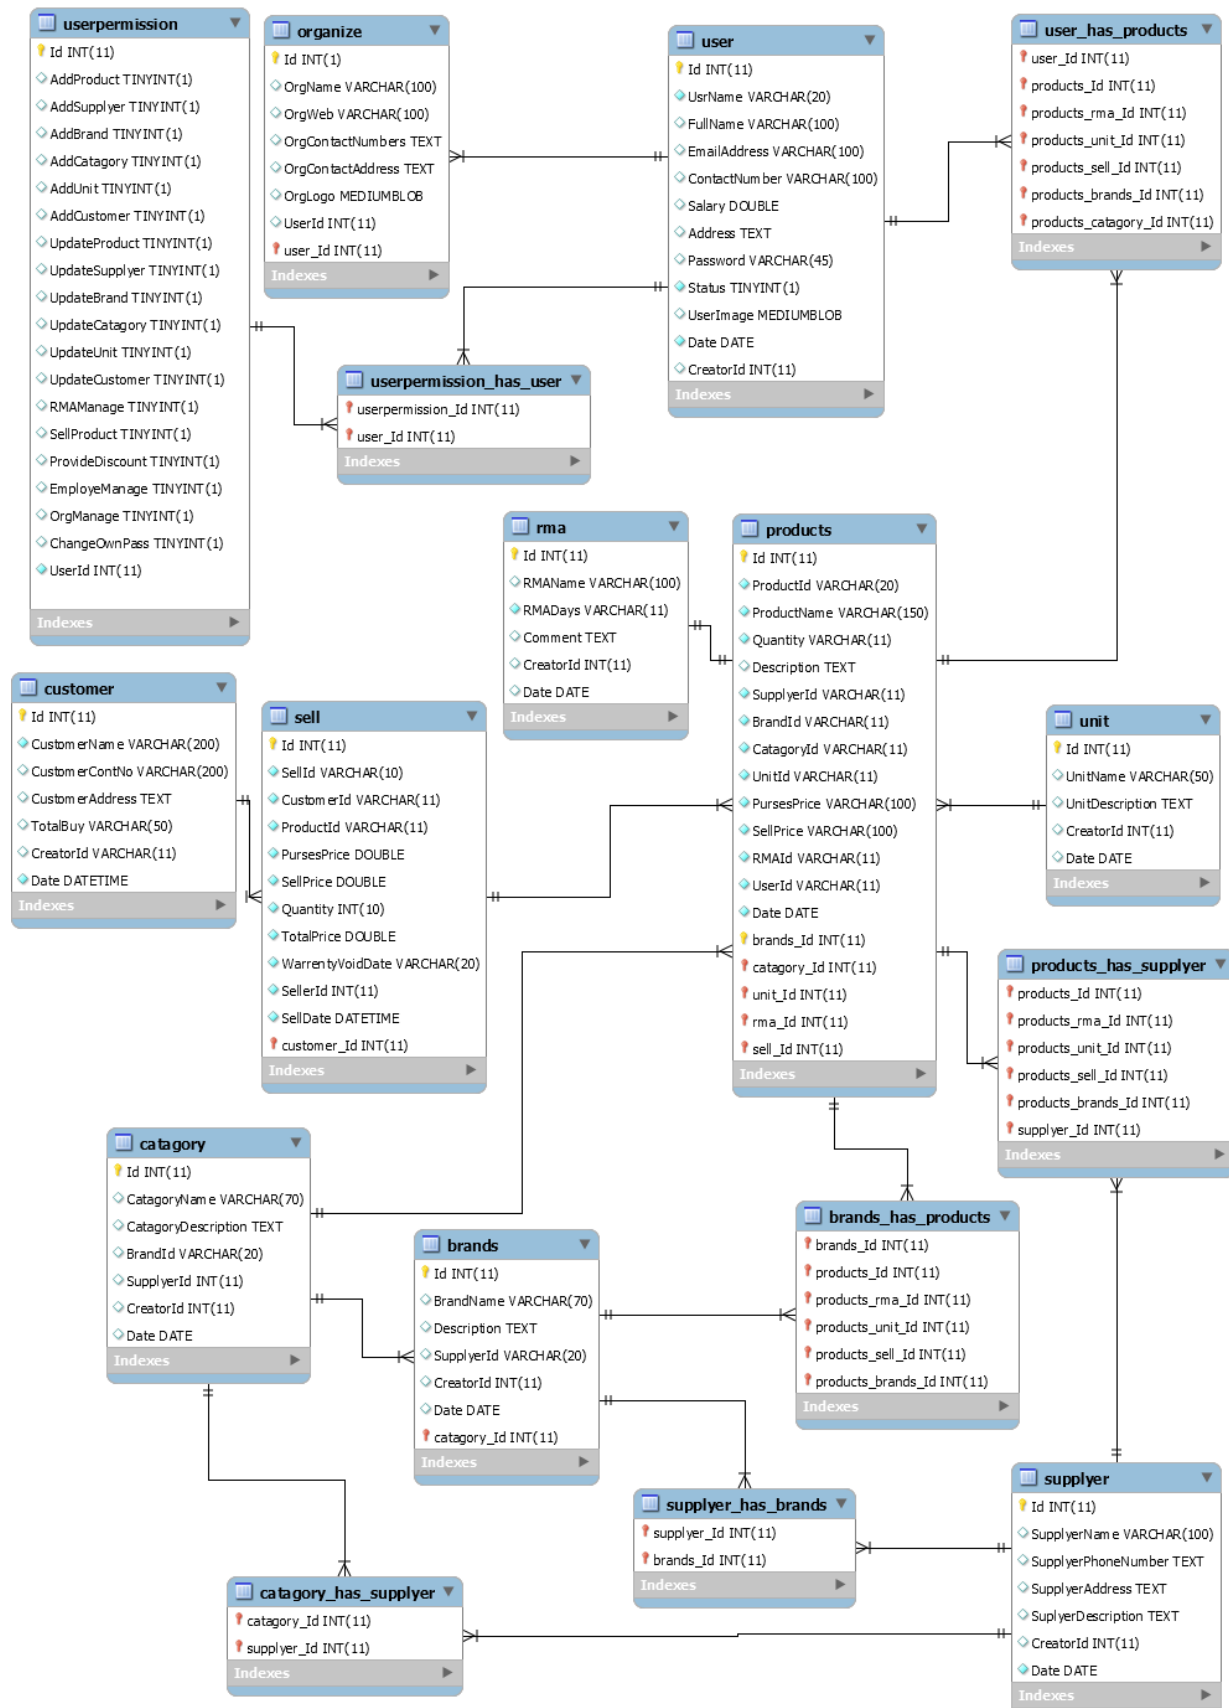 userpermission
Id INT(11)
AddProduct TINYINT(1)
AddSupplyer TINYINT(1)
AddBrand TINYINT(1)
AddCatagory TINYINT(1)
AddUnit TINYINT(1)
AddCustomer TINYINT(1)
UpdateProduct TINYINT(1)
UpdateSupplyer TINYINT(1)
UpdateBrand TINYINT(1)
UpdateCatagory TINYINT(1)
UpdateUnit TINYINT(1)
UpdateCustomer TINYINT(1)
RMAManage TINYINT(1)
SellProduct TINYINT(1)
ProvideDiscount TINYINT(1)
EmployeManage TINYINT(1)
OrgManage TINYINT(1)
ChangeOwnPass TINYINT(1)
UserId INT(11)
Indexes
organize
Id INT(1)
OrgName VARCHAR(100)
OrgWeb VARCHAR(100)
OrgContactNumbers TEXT
OrgContactAddress TEXT
OrgLogo MEDIUMBLOB
UserId INT(11)
user_Id INT(11)
Indexes
user
Id INT(11)
UsrName VARCHAR(20)
FullName VARCHAR(100)
EmailAddress VARCHAR(100)
ContactNumber VARCHAR(100)
Salary DOUBLE
Address TEXT
Password VARCHAR(45)
Status TINYINT(1)
UserImage MEDIUMBLOB
Date DATE
CreatorId INT(11)
Indexes
user_has_products
user_Id INT(11)
products_Id INT(11)
products_rma_Id INT(11)
products_unit_Id INT(11)
products_sell_Id INT(11)
products_brands_Id INT(11)
products_catagory_Id INT(11)
Indexes
userpermission_has_user
userpermission_Id INT(11)
user_Id INT(11)
Indexes
rma
Id INT(11)
RMAName VARCHAR(100)
RMADays VARCHAR(11)
Comment TEXT
CreatorId INT(11)
Date DATE
Indexes
products
Id INT(11)
ProductId VARCHAR(20)
ProductName VARCHAR(150)
Quantity VARCHAR(11)
Description TEXT
SupplyerId VARCHAR(11)
BrandId VARCHAR(11)
CatagoryId VARCHAR(11)
UnitId VARCHAR(11)
PursesPrice VARCHAR(100)
SellPrice VARCHAR(100)
RMAId VARCHAR(11)
UserId VARCHAR(11)
Date DATE
brands_Id INT(11)
catagory_Id INT(11)
unit_Id INT(11)
rma_Id INT(11)
sell_Id INT(11)
Indexes
customer
Id INT(11)
CustomerName VARCHAR(200)
CustomerContNo VARCHAR(200)
CustomerAddress TEXT
TotalBuy VARCHAR(50)
CreatorId VARCHAR(11)
Date DATETIME
Indexes
sell
Id INT(11)
SellId VARCHAR(10)
CustomerId VARCHAR(11)
ProductId VARCHAR(11)
PursesPrice DOUBLE
SellPrice DOUBLE
Quantity INT(10)
TotalPrice DOUBLE
WarrentyVoidDate VARCHAR(20)
SellerId INT(11)
SellDate DATETIME
customer_Id INT(11)
Indexes
unit
Id INT(11)
UnitName VARCHAR(50)
UnitDescription TEXT
CreatorId INT(11)
Date DATE
Indexes
products_has_supplyer
products_Id INT(11)
products_rma_Id INT(11)
products_unit_Id INT(11)
products_sell_Id INT(11)
products_brands_Id INT(11)
supplyer_Id INT(11)
Indexes
catagory
Id INT(11)
CatagoryName VARCHAR(70)
CatagoryDescription TEXT
BrandId VARCHAR(20)
SupplyerId INT(11)
CreatorId INT(11)
Date DATE
Indexes
brands
Id INT(11)
BrandName VARCHAR(70)
Description TEXT
SupplyerId VARCHAR(20)
CreatorId INT(11)
Date DATE
catagory_Id INT(11)
Indexes
brands_has_products
brands_Id INT(11)
products_Id INT(11)
products_rma_Id INT(11)
products_unit_Id INT(11)
products_sell_Id INT(11)
products_brands_Id INT(11)
Indexes
supplyer_has_brands
supplyer_Id INT(11)
brands_Id INT(11)
Indexes
supplyer
Id INT(11)
SupplyerName VARCHAR(100)
SupplyerPhoneNumber TEXT
SupplyerAddress TEXT
SuplyerDescription TEXT
CreatorId INT(11)
Date DATE
Indexes
catagory_has_supplyer
catagory_Id INT(11)
supplyer_Id INT(11)
Indexes